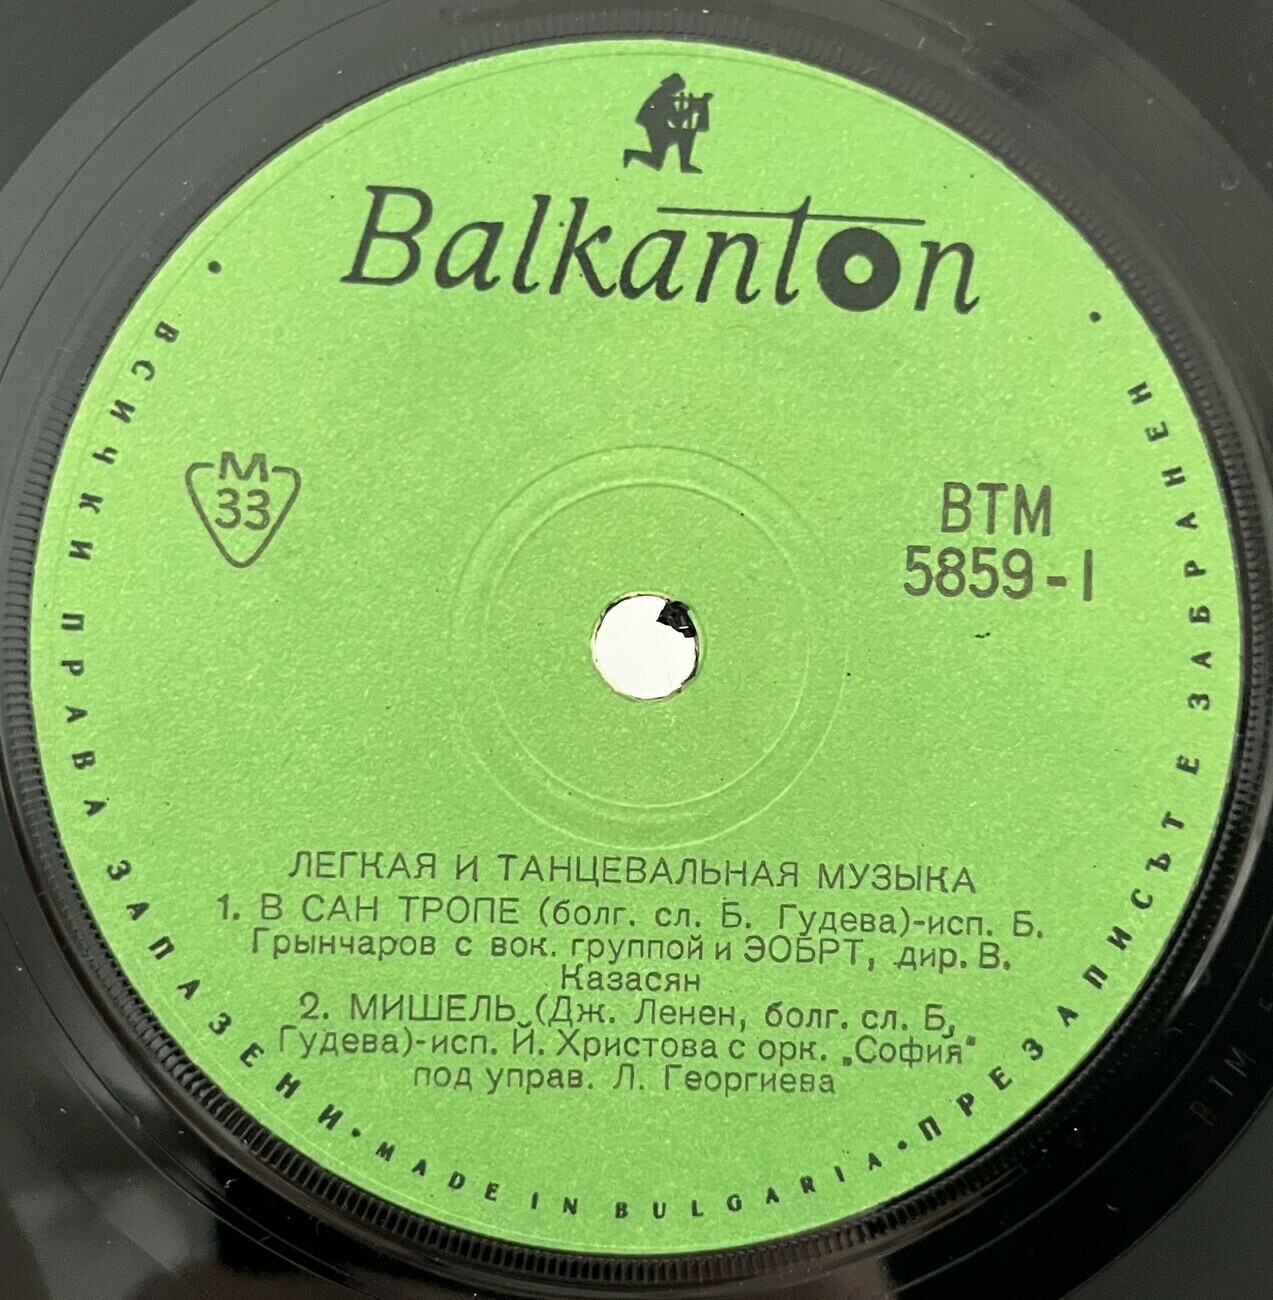 Balkanton
М
33
ВТМ
5859-I
ЛЕГКАЯ И ТАНЦЕВАЛЬНАЯ МУЗЫКА
1. В САН ТРОПЕ (болг. сл. Б. Гудева)-исп. Б.
Грынчаров с вок. группой и ЭОБРТ, дир. В.
Казасян
2. МИШЕЛЬ (Дж. Ленен, болг. сл. Б,
Гудева)-исп. Й. Христова с орк. „София"
под управ. Л. Георгиева
• ВСИЧКИ ПРАВА ЗАПАЗЕНИ • MADE IN BULGARIA • ПРЕЗАПИСЪТ Е ЗАБРАНЕН •
ВТМ